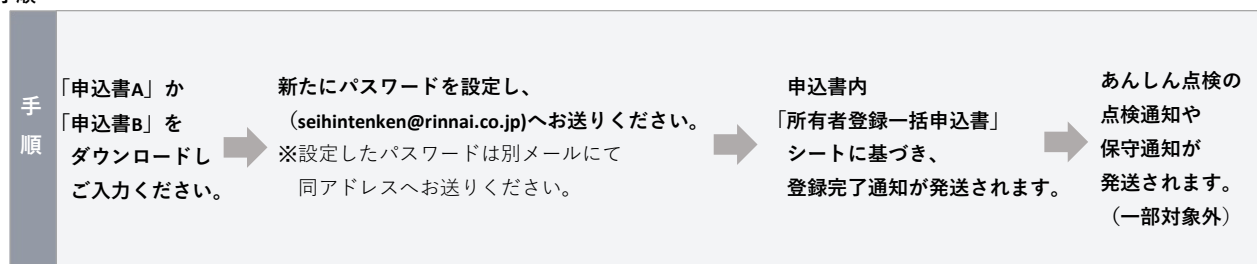 手順
手順
「申込書A」か
「申込書B」を
ダウンロードし
ご入力ください。
新たにパスワードを設定し、
（seihintenken@rinnai.co.jp)へお送りください。
※設定したパスワードは別メールにて
同アドレスへお送りください。
申込書内
「所有者登録一括申込書」
シートに基づき、
登録完了通知が発送されます。
あんしん点検の
点検通知や
保守通知が
発送されます。
（一部対象外）